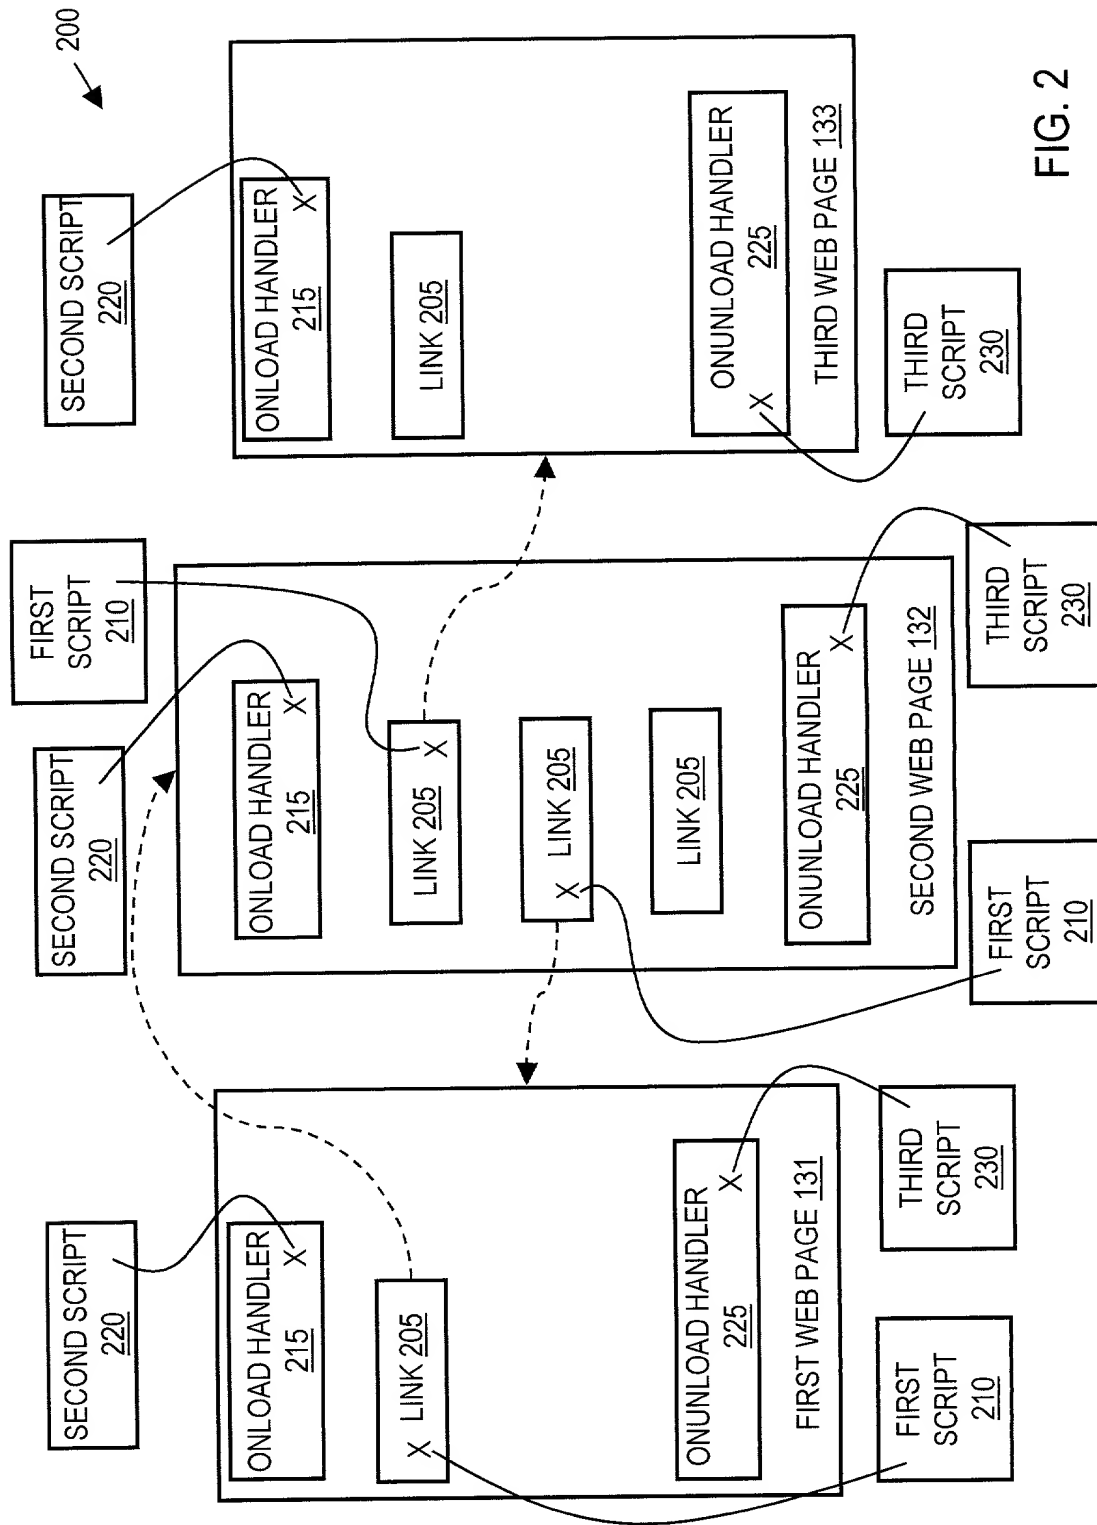 200
SECOND SCRIPT
220
ONLOAD HANDLER
215
X
LINK 205
X
ONUNLOAD HANDLER
225
X
FIRST WEB PAGE 131
FIRST
SCRIPT
210
THIRD
SCRIPT
230
SECOND SCRIPT
220
FIRST
SCRIPT
210
ONLOAD HANDLER
215
X
LINK 205
X
X
LINK 205
LINK 205
ONUNLOAD HANDLER
225
X
SECOND WEB PAGE 132
FIRST
SCRIPT
210
THIRD
SCRIPT
230
SECOND SCRIPT
220
ONLOAD HANDLER
215
X
LINK 205
ONUNLOAD HANDLER
225
X
THIRD WEB PAGE 133
THIRD
SCRIPT
230
FIG. 2